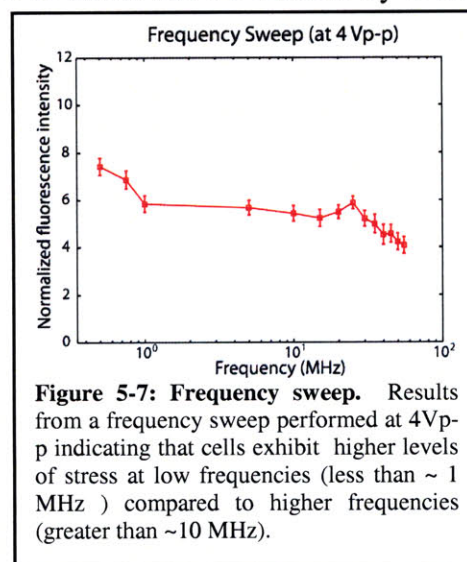 Frequency Sweep (at 4 Vp-p)
Normalized fluorescence intensity
12
10
8
6
4
2
0
10⁰ 10¹ 10²
Frequency (MHz)
Figure 5-7: Frequency sweep. Results
from a frequency sweep performed at 4Vp-
p indicating that cells exhibit higher levels
of stress at low frequencies (less than ~ 1
MHz ) compared to higher frequencies
(greater than ~10 MHz).